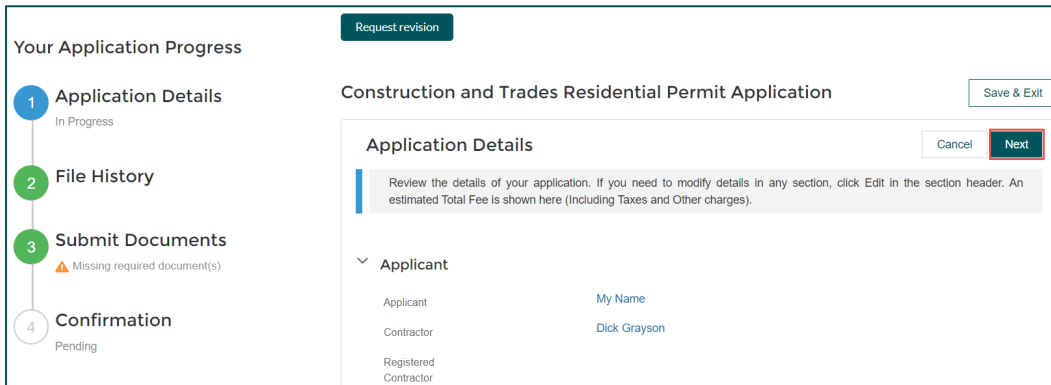 Request revision
Your Application Progress
1
Application Details
In Progress
2
File History
3
Submit Documents
Missing required document(s)
4
Confirmation
Pending
Construction and Trades Residential Permit Application
Save & Exit
Application Details
Cancel
Next
Review the details of your application. If you need to modify details in any section, click Edit in the section header. An
estimated Total Fee is shown here (Including Taxes and Other charges).
Applicant
Applicant
My Name
Contractor
Dick Grayson
Registered
Contractor